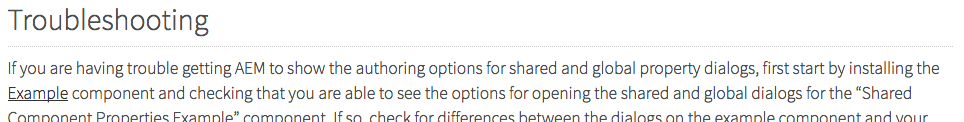 Troubleshooting
If you are having trouble getting AEM to show the authoring options for shared and global property dialogs, first start by installing the
Example component and checking that you are able to see the options for opening the shared and global dialogs for the “Shared
Component Properties Example” component. If so, check for differences between the dialogs on the example component and your